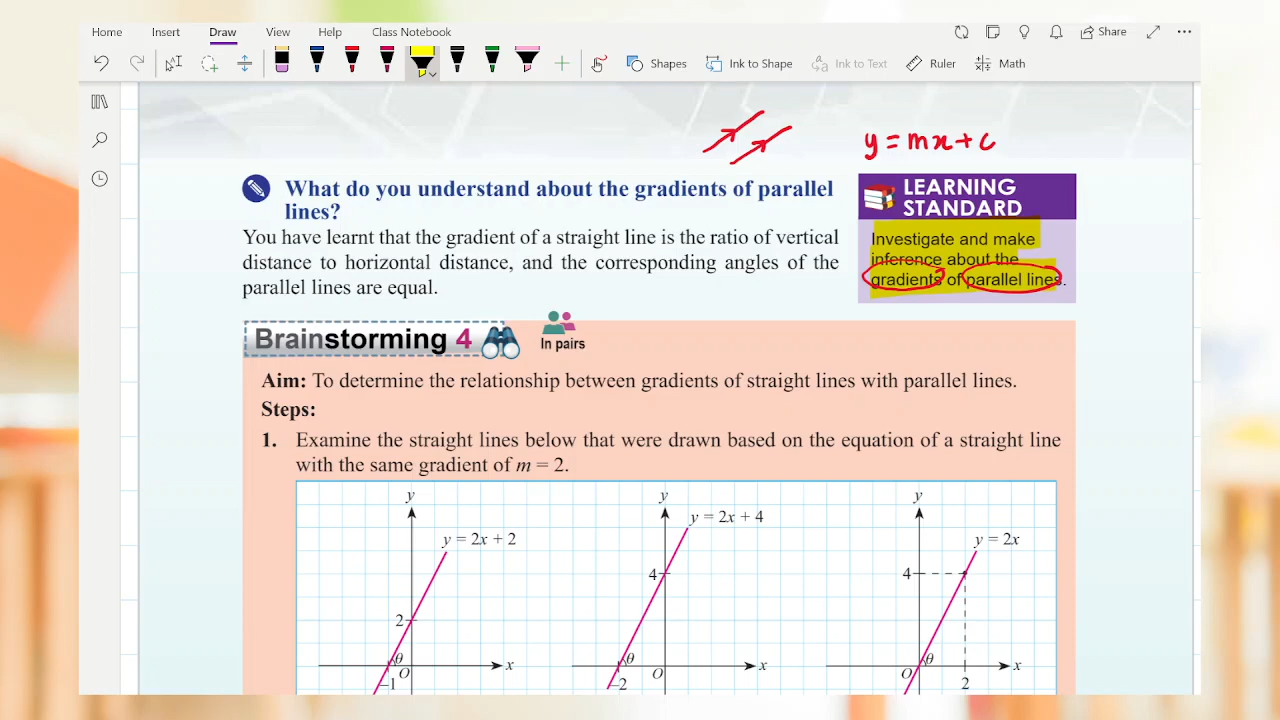 Home Insert Draw View Help Class Notebook Share
Shapes Ink to Shape Ink to Text Ruler Math
y = mx + c
What do you understand about the gradients of parallel
lines?
You have learnt that the gradient of a straight line is the ratio of vertical
distance to horizontal distance, and the corresponding angles of the
parallel lines are equal.
LEARNING
STANDARD
Investigate and make
inference about the
gradients of parallel lines.
Brainstorming 4
In pairs
Aim: To determine the relationship between gradients of straight lines with parallel lines.
Steps:
1. Examine the straight lines below that were drawn based on the equation of a straight line
with the same gradient of m = 2.
y
y = 2x + 2
2
θ
O
x
–1
y
y = 2x + 4
4
θ
O
x
–2
y
y = 2x
4
θ
O
x
2